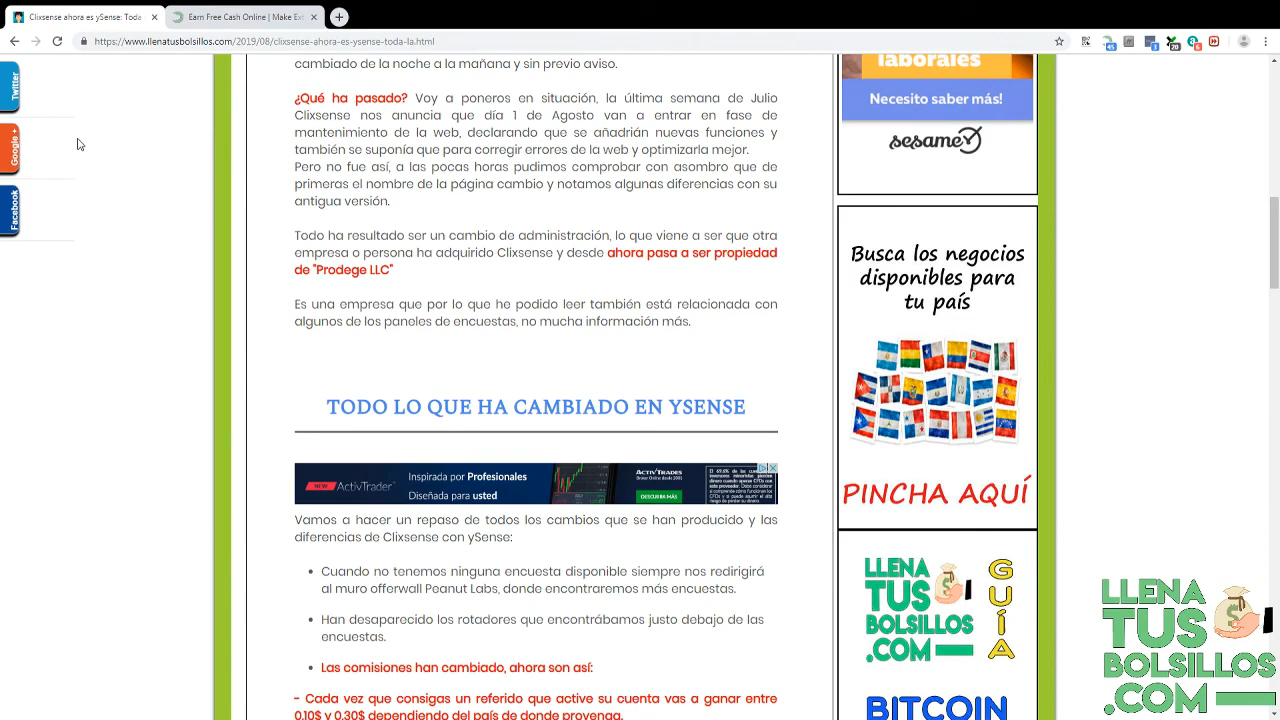 Clixsense ahora es ySense: Toda
Earn Free Cash Online | Make Ext
https://www.llenatusbolsillos.com/2019/08/clixsense-ahora-es-ysense-toda-la.html
Twitter
Google +
Facebook
cambiado de la noche a la mañana y sin previo aviso.
¿Qué ha pasado? Voy a poneros en situación, la última semana de Julio
Clixsense nos anuncia que día 1 de Agosto van a entrar en fase de
mantenimiento de la web, declarando que se añadirán nuevas funciones y
también se suponía que para corregir errores de la web y optimizarla mejor.
Pero no fue así, a las pocas horas pudimos comprobar con asombro que de
primeras el nombre de la página cambio y notamos algunas diferencias con su
antigua versión.
Todo ha resultado ser un cambio de administración, lo que viene a ser que otra
empresa o persona ha adquirido Clixsense y desde ahora pasa a ser propiedad
de "Prodege LLC"
Es una empresa que por lo que he podido leer también está relacionada con
algunos de los paneles de encuestas, no mucha información más.
TODO LO QUE HA CAMBIADO EN YSENSE
NEW ActivTrader
Inspirada por Profesionales
Diseñada para usted
ACTIVTRADES
Broker Online desde 2001
DESCUBRA MÁS
Vamos a hacer un repaso de todos los cambios que se han producido y las
diferencias de Clixsense con ySense:
• Cuando no tenemos ninguna encuesta disponible siempre nos redirigirá
al muro offerwall Peanut Labs, donde encontraremos más encuestas.
• Han desaparecido los rotadores que encontrábamos justo debajo de las
encuestas.
• Las comisiones han cambiado, ahora son así:
- Cada vez que consigas un referido que active su cuenta vas a ganar entre
0,10$ y 0,30$ dependiendo del país de donde provenga.
laborales
Necesito saber más!
sesame
Busca los negocios
disponibles para
tu país
PINCHA AQUÍ
LLENA
TUS
BOLSILLOS
.COM
GUÍA
BITCOIN
LLENA
TUS
BOLSILLOS
.COM